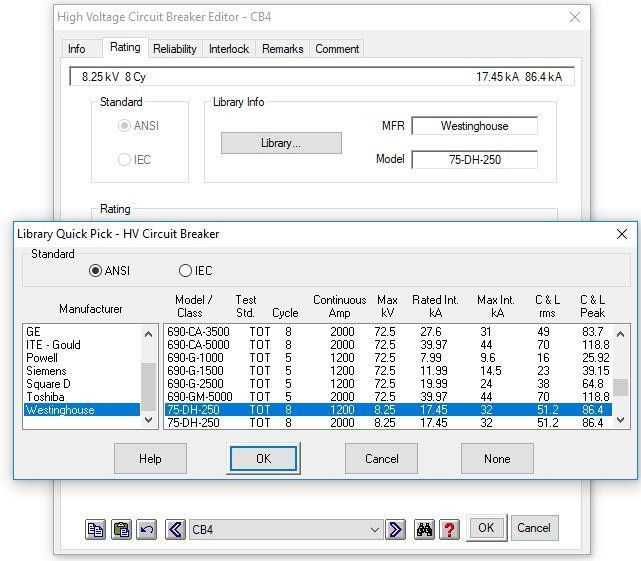 High Voltage Circuit Breaker Editor - CB4
Info Rating Reliability Interlock Remarks Comment
8.25 kV 8 Cy 17.45 kA 86.4 kA
Standard
ANSI
IEC
Library Info
Library...
MFR Westinghouse
Model 75-DH-250
Rating
Library Quick Pick - HV Circuit Breaker
Standard
ANSI IEC
Manufacturer
GE
ITE - Gould
Powell
Siemens
Square D
Toshiba
Westinghouse
Model / Test Continuous Max Rated Int. Max Int. C & L C & L
Class Std. Cycle Amp kV kA kA rms Peak
690-CA-3500 TOT 8 2000 72.5 27.6 31 49 83.7
690-CA-5000 TOT 8 2000 72.5 39.97 44 70 118.8
690-G-1000 TOT 5 1200 72.5 7.99 9.6 16 25.92
690-G-1500 TOT 5 1200 72.5 11.99 14.5 23 39.15
690-G-2500 TOT 5 1200 72.5 19.99 24 38 64.8
690-GM-5000 TOT 5 2000 72.5 39.97 44 70 118.8
75-DH-250 TOT 8 1200 8.25 17.45 32 51.2 86.4
75-DH-250 TOT 8 2000 8.25 17.45 32 51.2 86.4
Help OK Cancel None
CB4
? OK Cancel